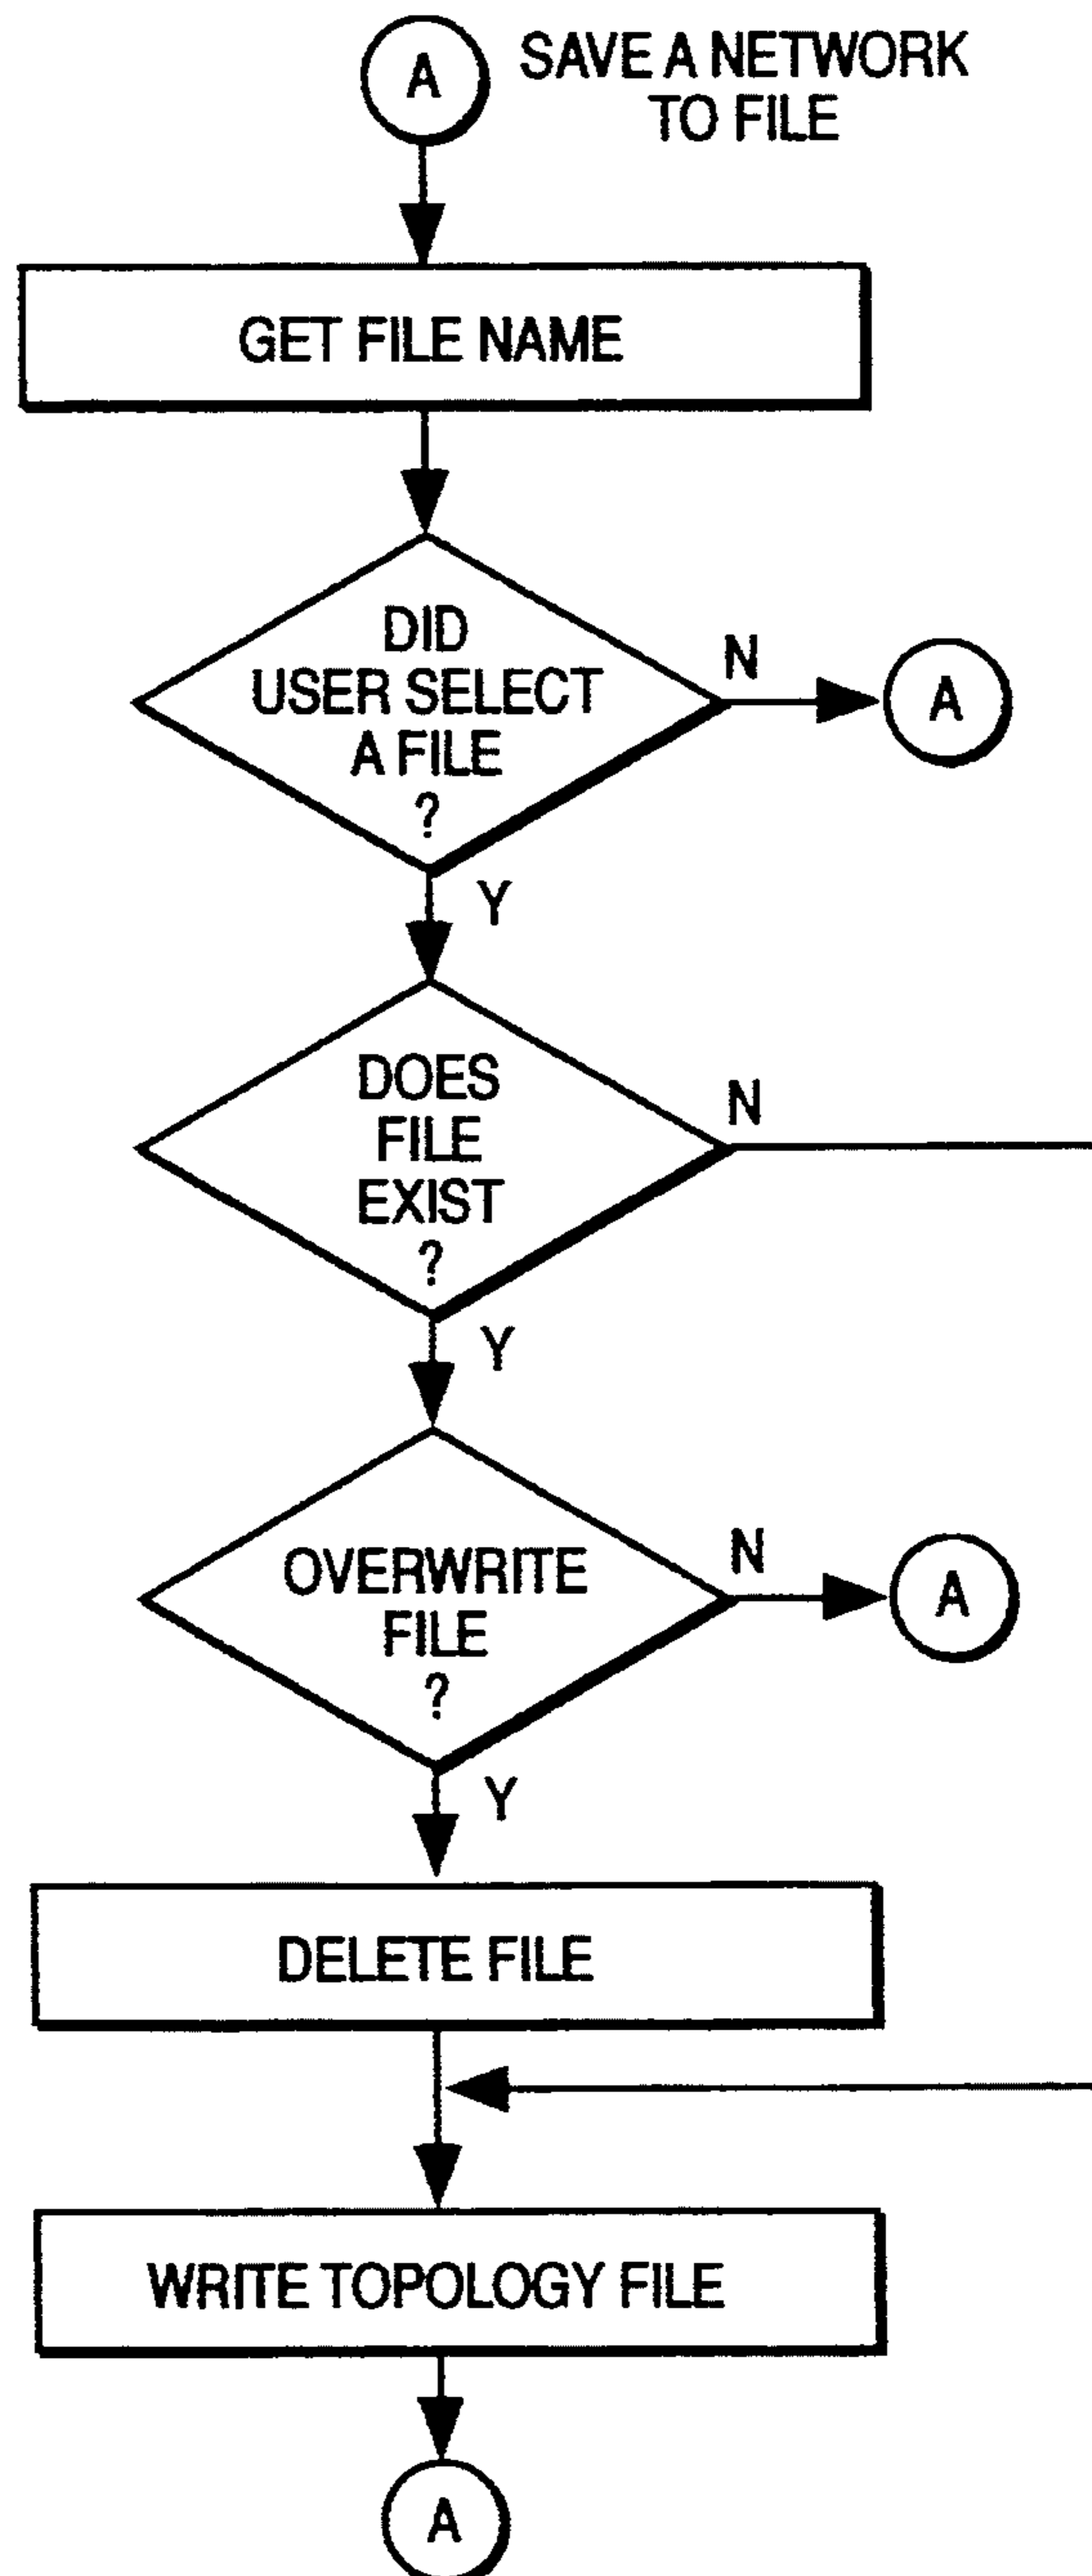 A
SAVE A NETWORK
TO FILE
GET FILE NAME
DID
USER SELECT
A FILE
?
N
A
Y
DOES
FILE
EXIST
?
N
Y
OVERWRITE
FILE
?
N
A
Y
DELETE FILE
WRITE TOPOLOGY FILE
A